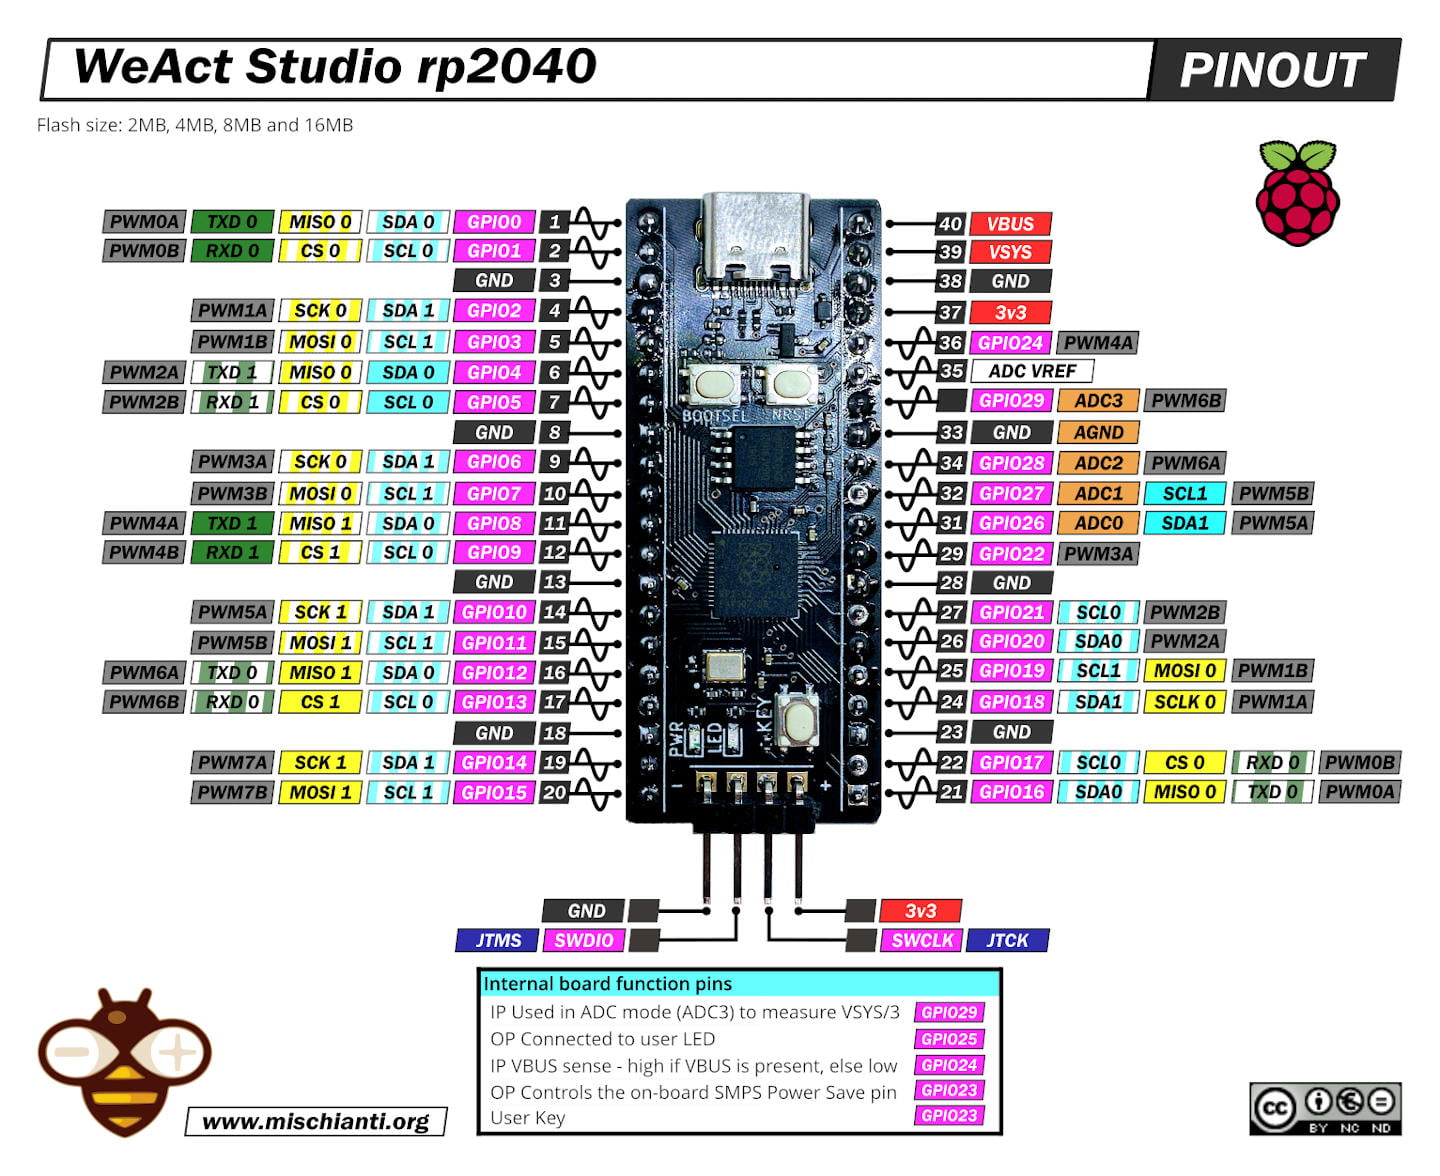 WeAct Studio rp2040
PINOUT
Flash size: 2MB, 4MB, 8MB and 16MB
PWM0A TXD 0 MISO 0 SDA 0 GPIO0 1
PWM0B RXD 0 CS 0 SCL 0 GPIO1 2
GND 3
PWM1A SCK 0 SDA 1 GPIO2 4
PWM1B MOSI 0 SCL 1 GPIO3 5
PWM2A TXD 1 MISO 0 SDA 0 GPIO4 6
PWM2B RXD 1 CS 0 SCL 0 GPIO5 7
GND 8
PWM3A SCK 0 SDA 1 GPIO6 9
PWM3B MOSI 0 SCL 1 GPIO7 10
PWM4A TXD 1 MISO 1 SDA 0 GPIO8 11
PWM4B RXD 1 CS 1 SCL 0 GPIO9 12
GND 13
PWM5A SCK 1 SDA 1 GPIO10 14
PWM5B MOSI 1 SCL 1 GPIO11 15
PWM6A TXD 0 MISO 1 SDA 0 GPIO12 16
PWM6B RXD 0 CS 1 SCL 0 GPIO13 17
GND 18
PWM7A SCK 1 SDA 1 GPIO14 19
PWM7B MOSI 1 SCL 1 GPIO15 20
BOOTSEL NRST
PWR LED KEY
- +
40 VBUS
39 VSYS
38 GND
37 3v3
36 GPIO24 PWM4A
35 ADC VREF
GPIO29 ADC3 PWM6B
33 GND AGND
34 GPIO28 ADC2 PWM6A
32 GPIO27 ADC1 SCL1 PWM5B
31 GPIO26 ADC0 SDA1 PWM5A
29 GPIO22 PWM3A
28 GND
27 GPIO21 SCL0 PWM2B
26 GPIO20 SDA0 PWM2A
25 GPIO19 SCL1 MOSI 0 PWM1B
24 GPIO18 SDA1 SCLK 0 PWM1A
23 GND
22 GPIO17 SCL0 CS 0 RXD 0 PWM0B
21 GPIO16 SDA0 MISO 0 TXD 0 PWM0A
GND 3v3
JTMS SWDIO SWCLK JTCK
Internal board function pins
IP Used in ADC mode (ADC3) to measure VSYS/3 GPIO29
OP Connected to user LED GPIO25
IP VBUS sense - high if VBUS is present, else low GPIO24
OP Controls the on-board SMPS Power Save pin GPIO23
User Key GPIO23
www.mischianti.org
cc
BY NC ND